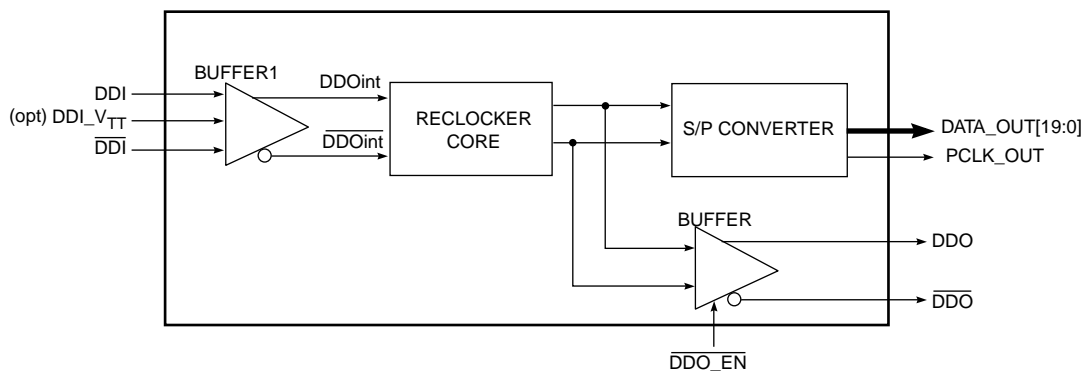 BUFFER1
DDI
(opt) DDI_VTT
DDI
DDOint
DDOint
RECLOCKER
CORE
S/P CONVERTER
DATA_OUT[19:0]
PCLK_OUT
BUFFER
DDO
DDO
DDO_EN